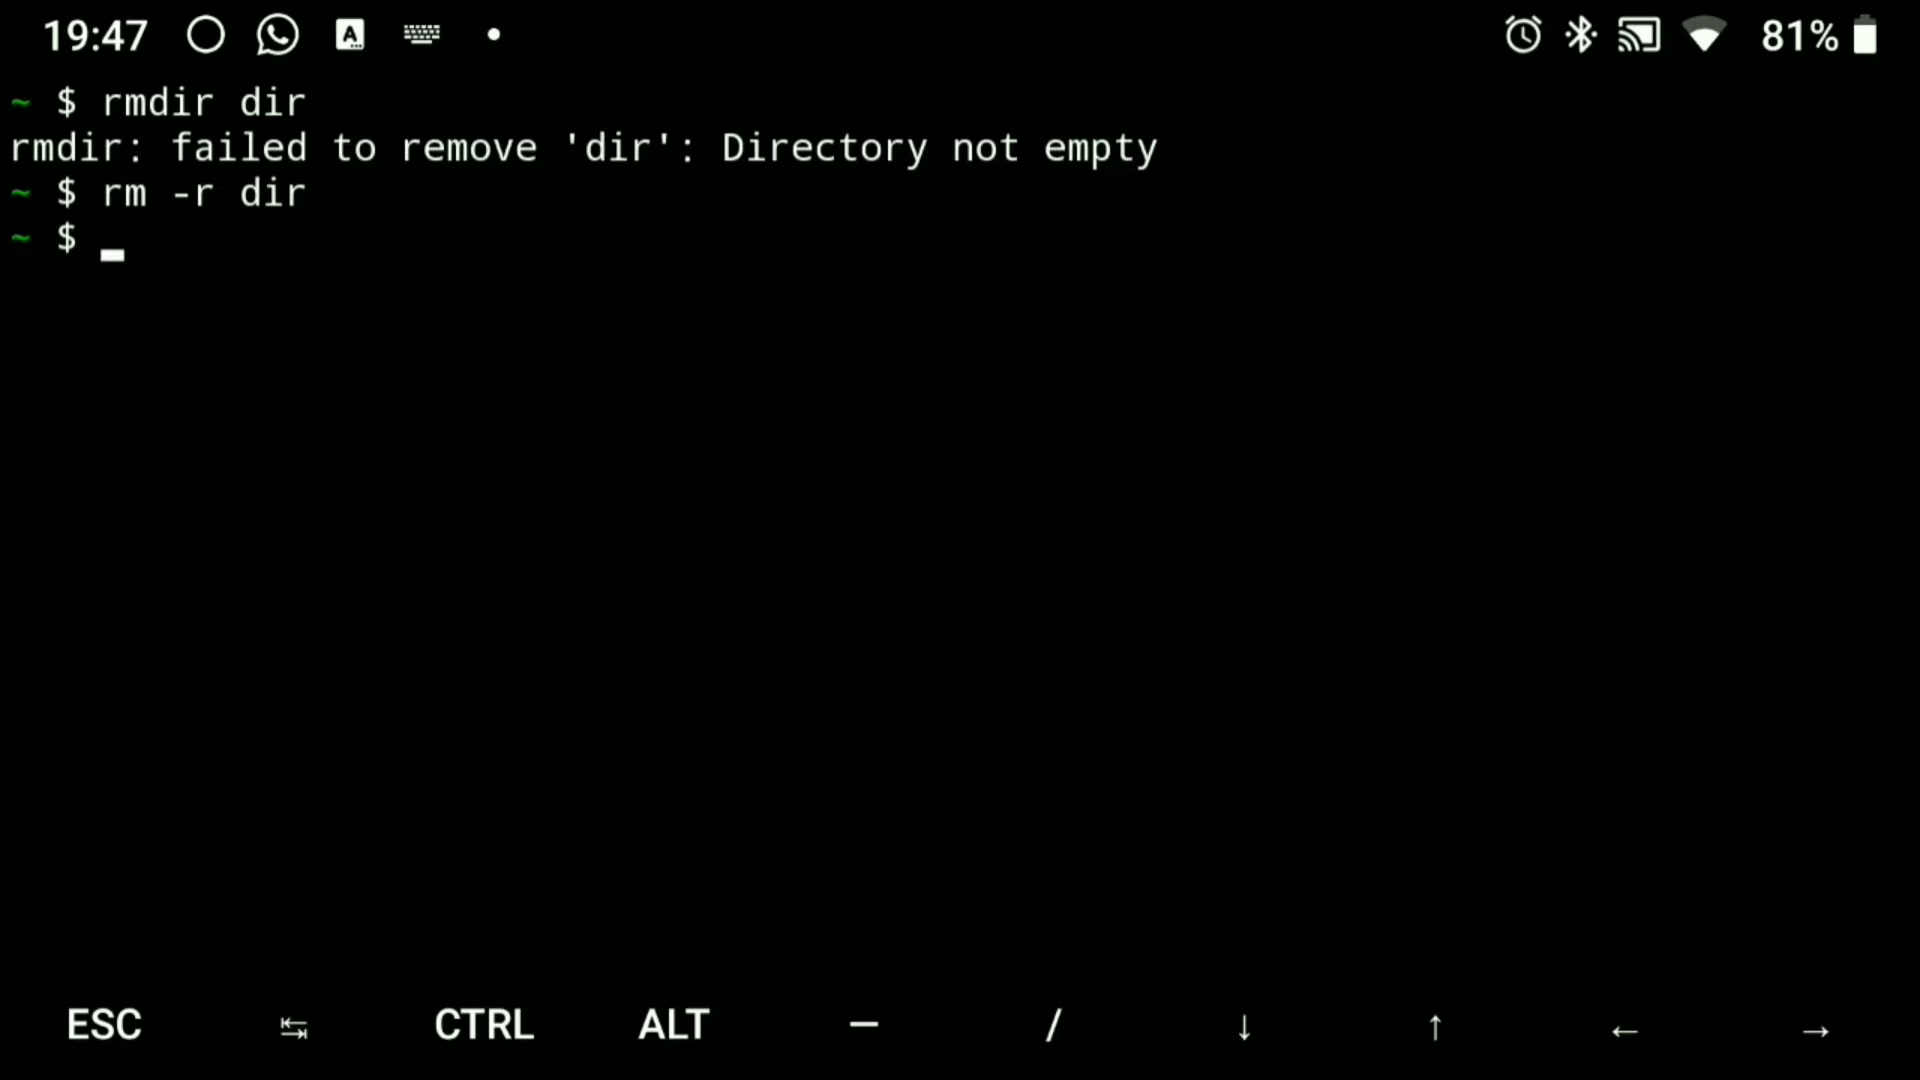 19:47 A 81%
~ $ rmdir dir
rmdir: failed to remove 'dir': Directory not empty
~ $ rm -r dir
~ $
ESC ↹ CTRL ALT — / ↓ ↑ ← →